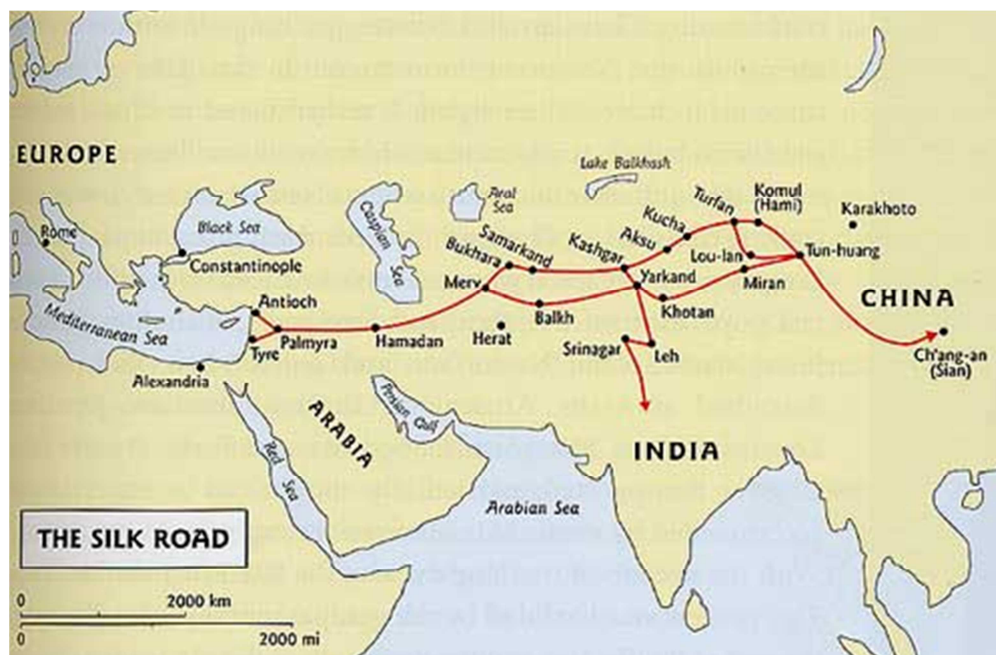 EUROPE
Rome
Black Sea
Constantinople
Mediterranean Sea
Antioch
Tyre
Palmyra
Alexandria
Caspian
Sea
Aral
Sea
Lake Balkhash
Hamadan
Herat
Merv
Bukhara
Samarkand
Balkh
Kashgar
Yarkand
Aksu
Kucha
Turfan
Komul
(Hami)
Karakhoto
Lou-lan
Tun-huang
Miran
Khotan
Srinagar
Leh
CHINA
Ch'ang-an
(Sian)
ARABIA
Persian Gulf
Red Sea
Arabian Sea
INDIA
THE SILK ROAD
0
2000 km
0
2000 mi